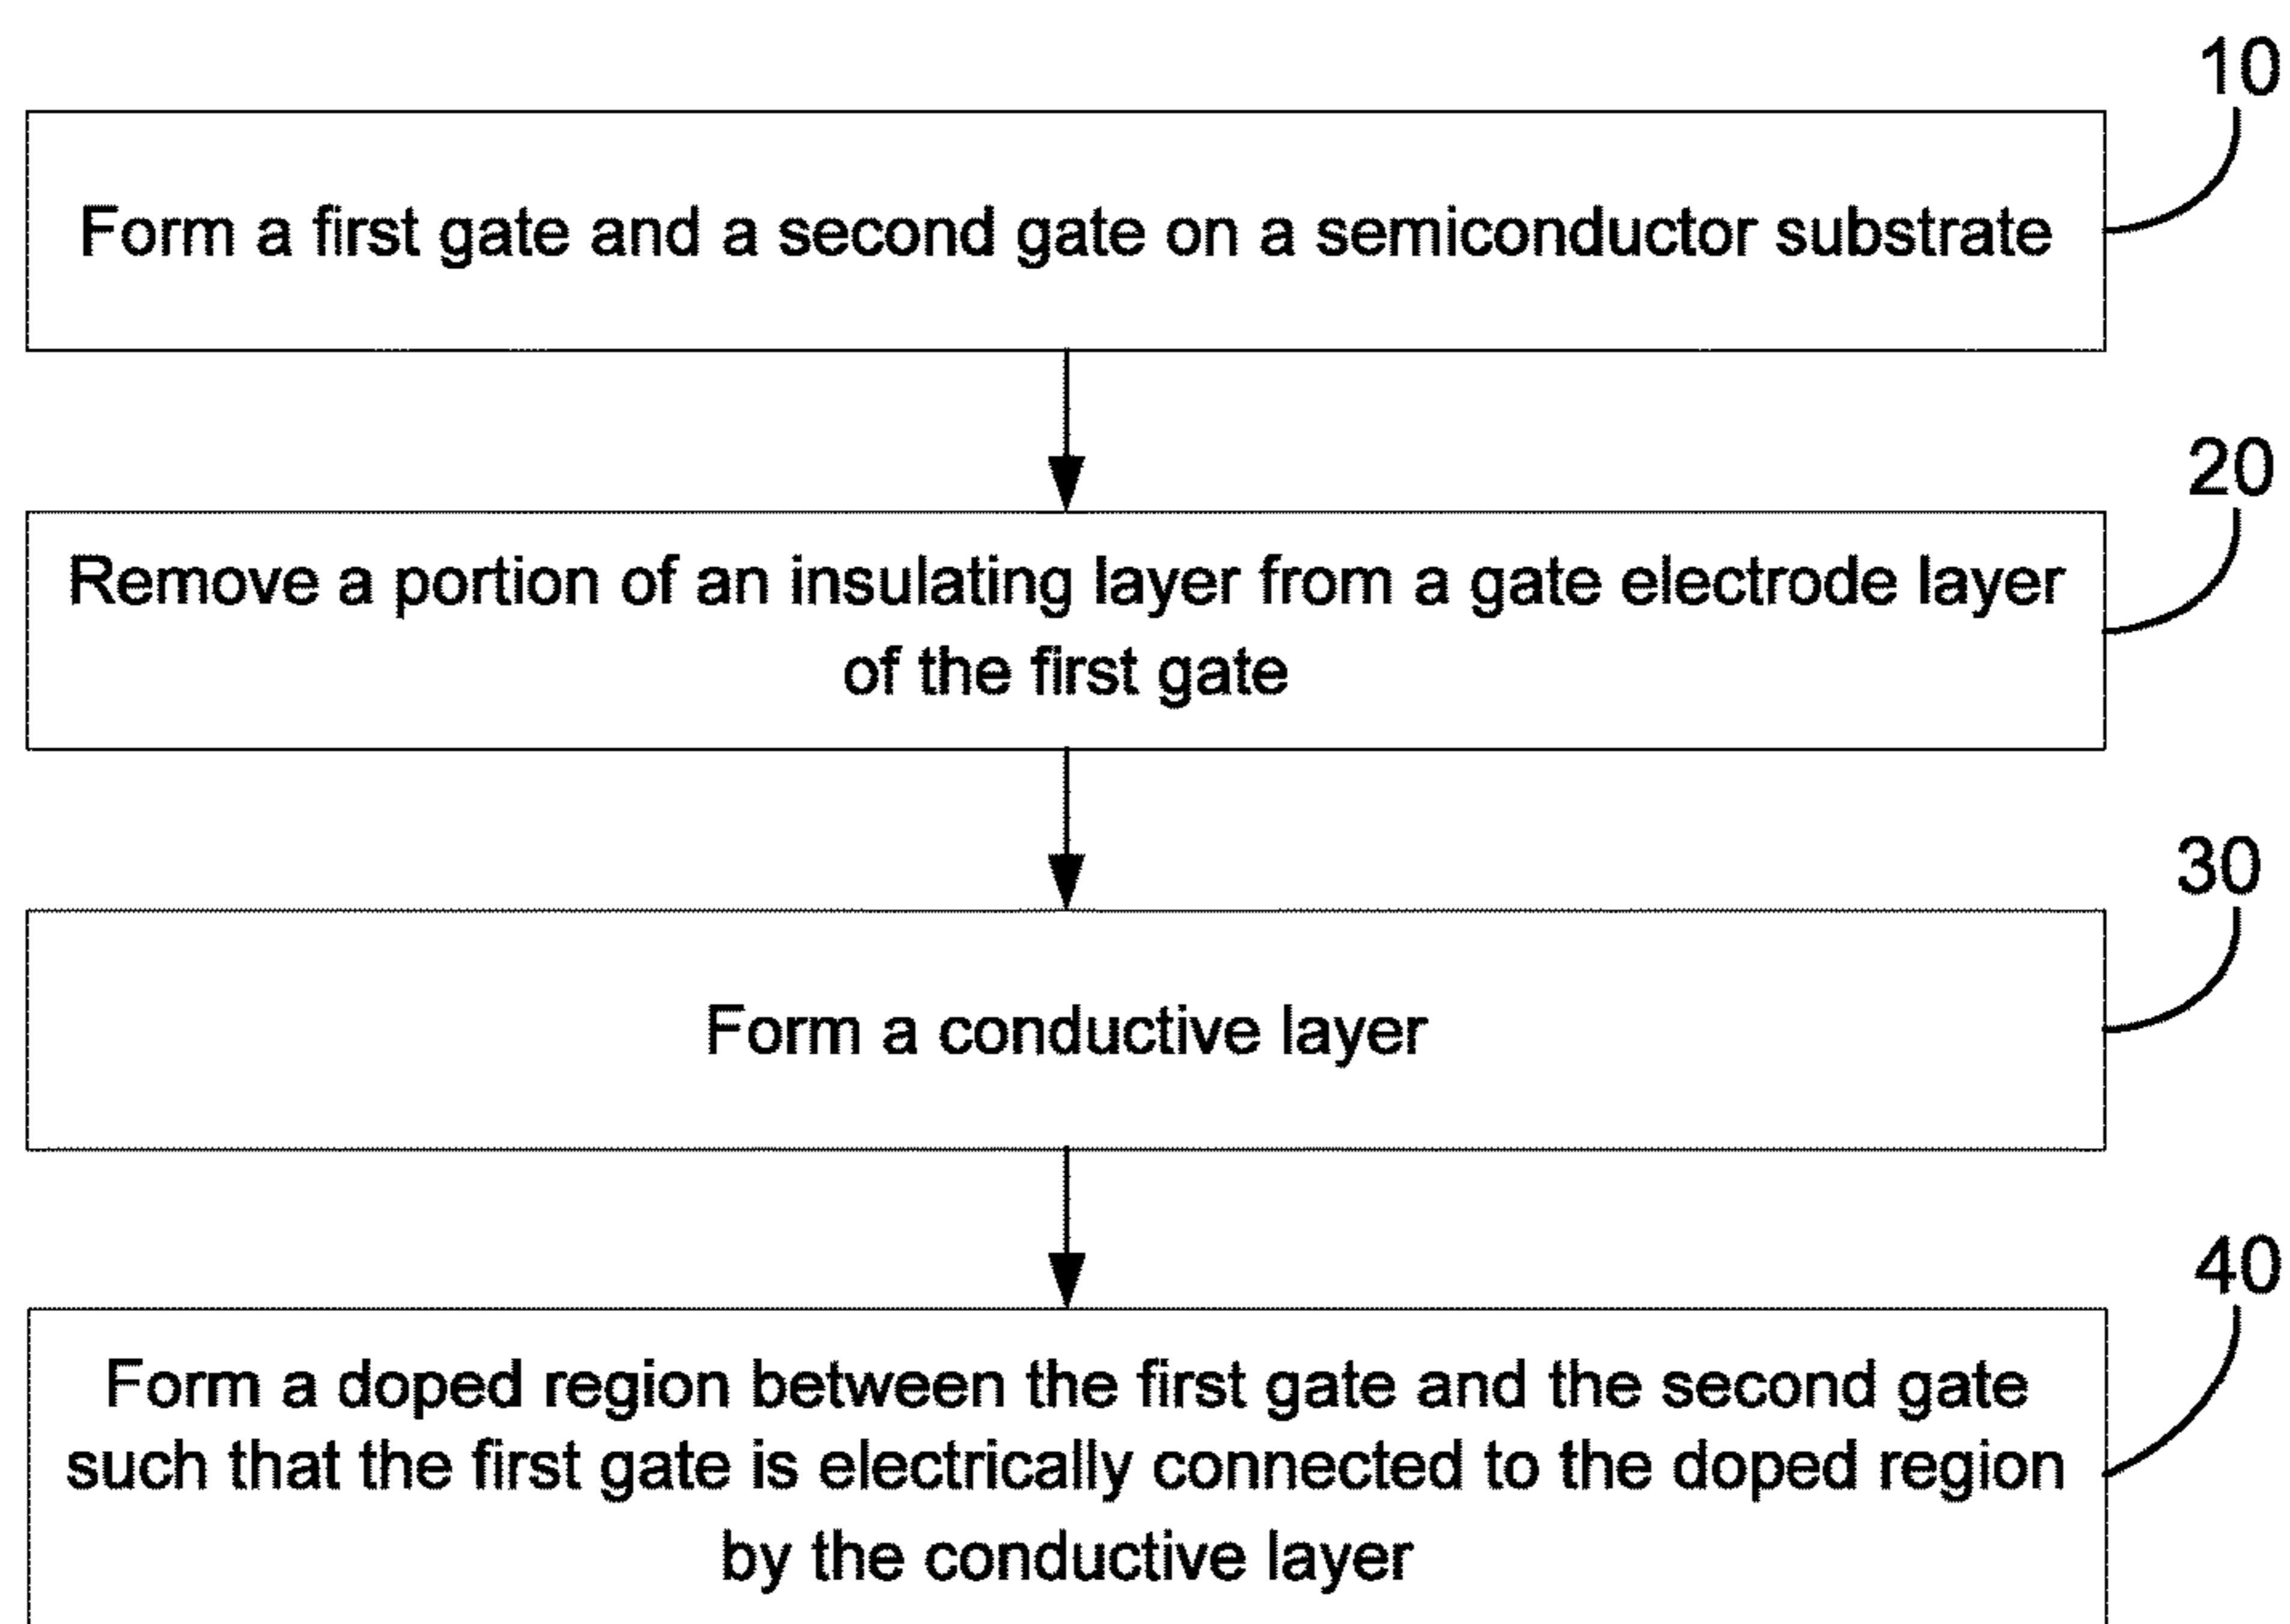 10
Form a first gate and a second gate on a semiconductor substrate
20
Remove a portion of an insulating layer from a gate electrode layer
of the first gate
30
Form a conductive layer
40
Form a doped region between the first gate and the second gate
such that the first gate is electrically connected to the doped region
by the conductive layer